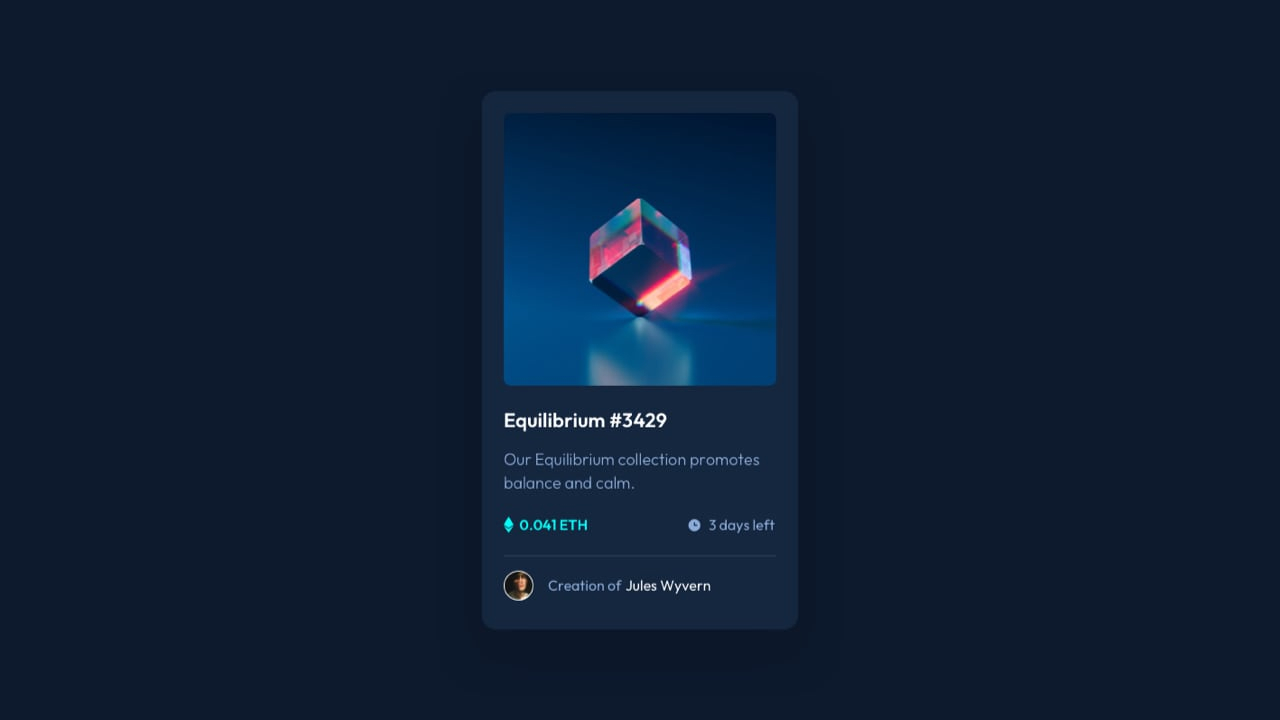 Equilibrium #3429
Our Equilibrium collection promotes
balance and calm.
0.041 ETH
3 days left
Creation of Jules Wyvern